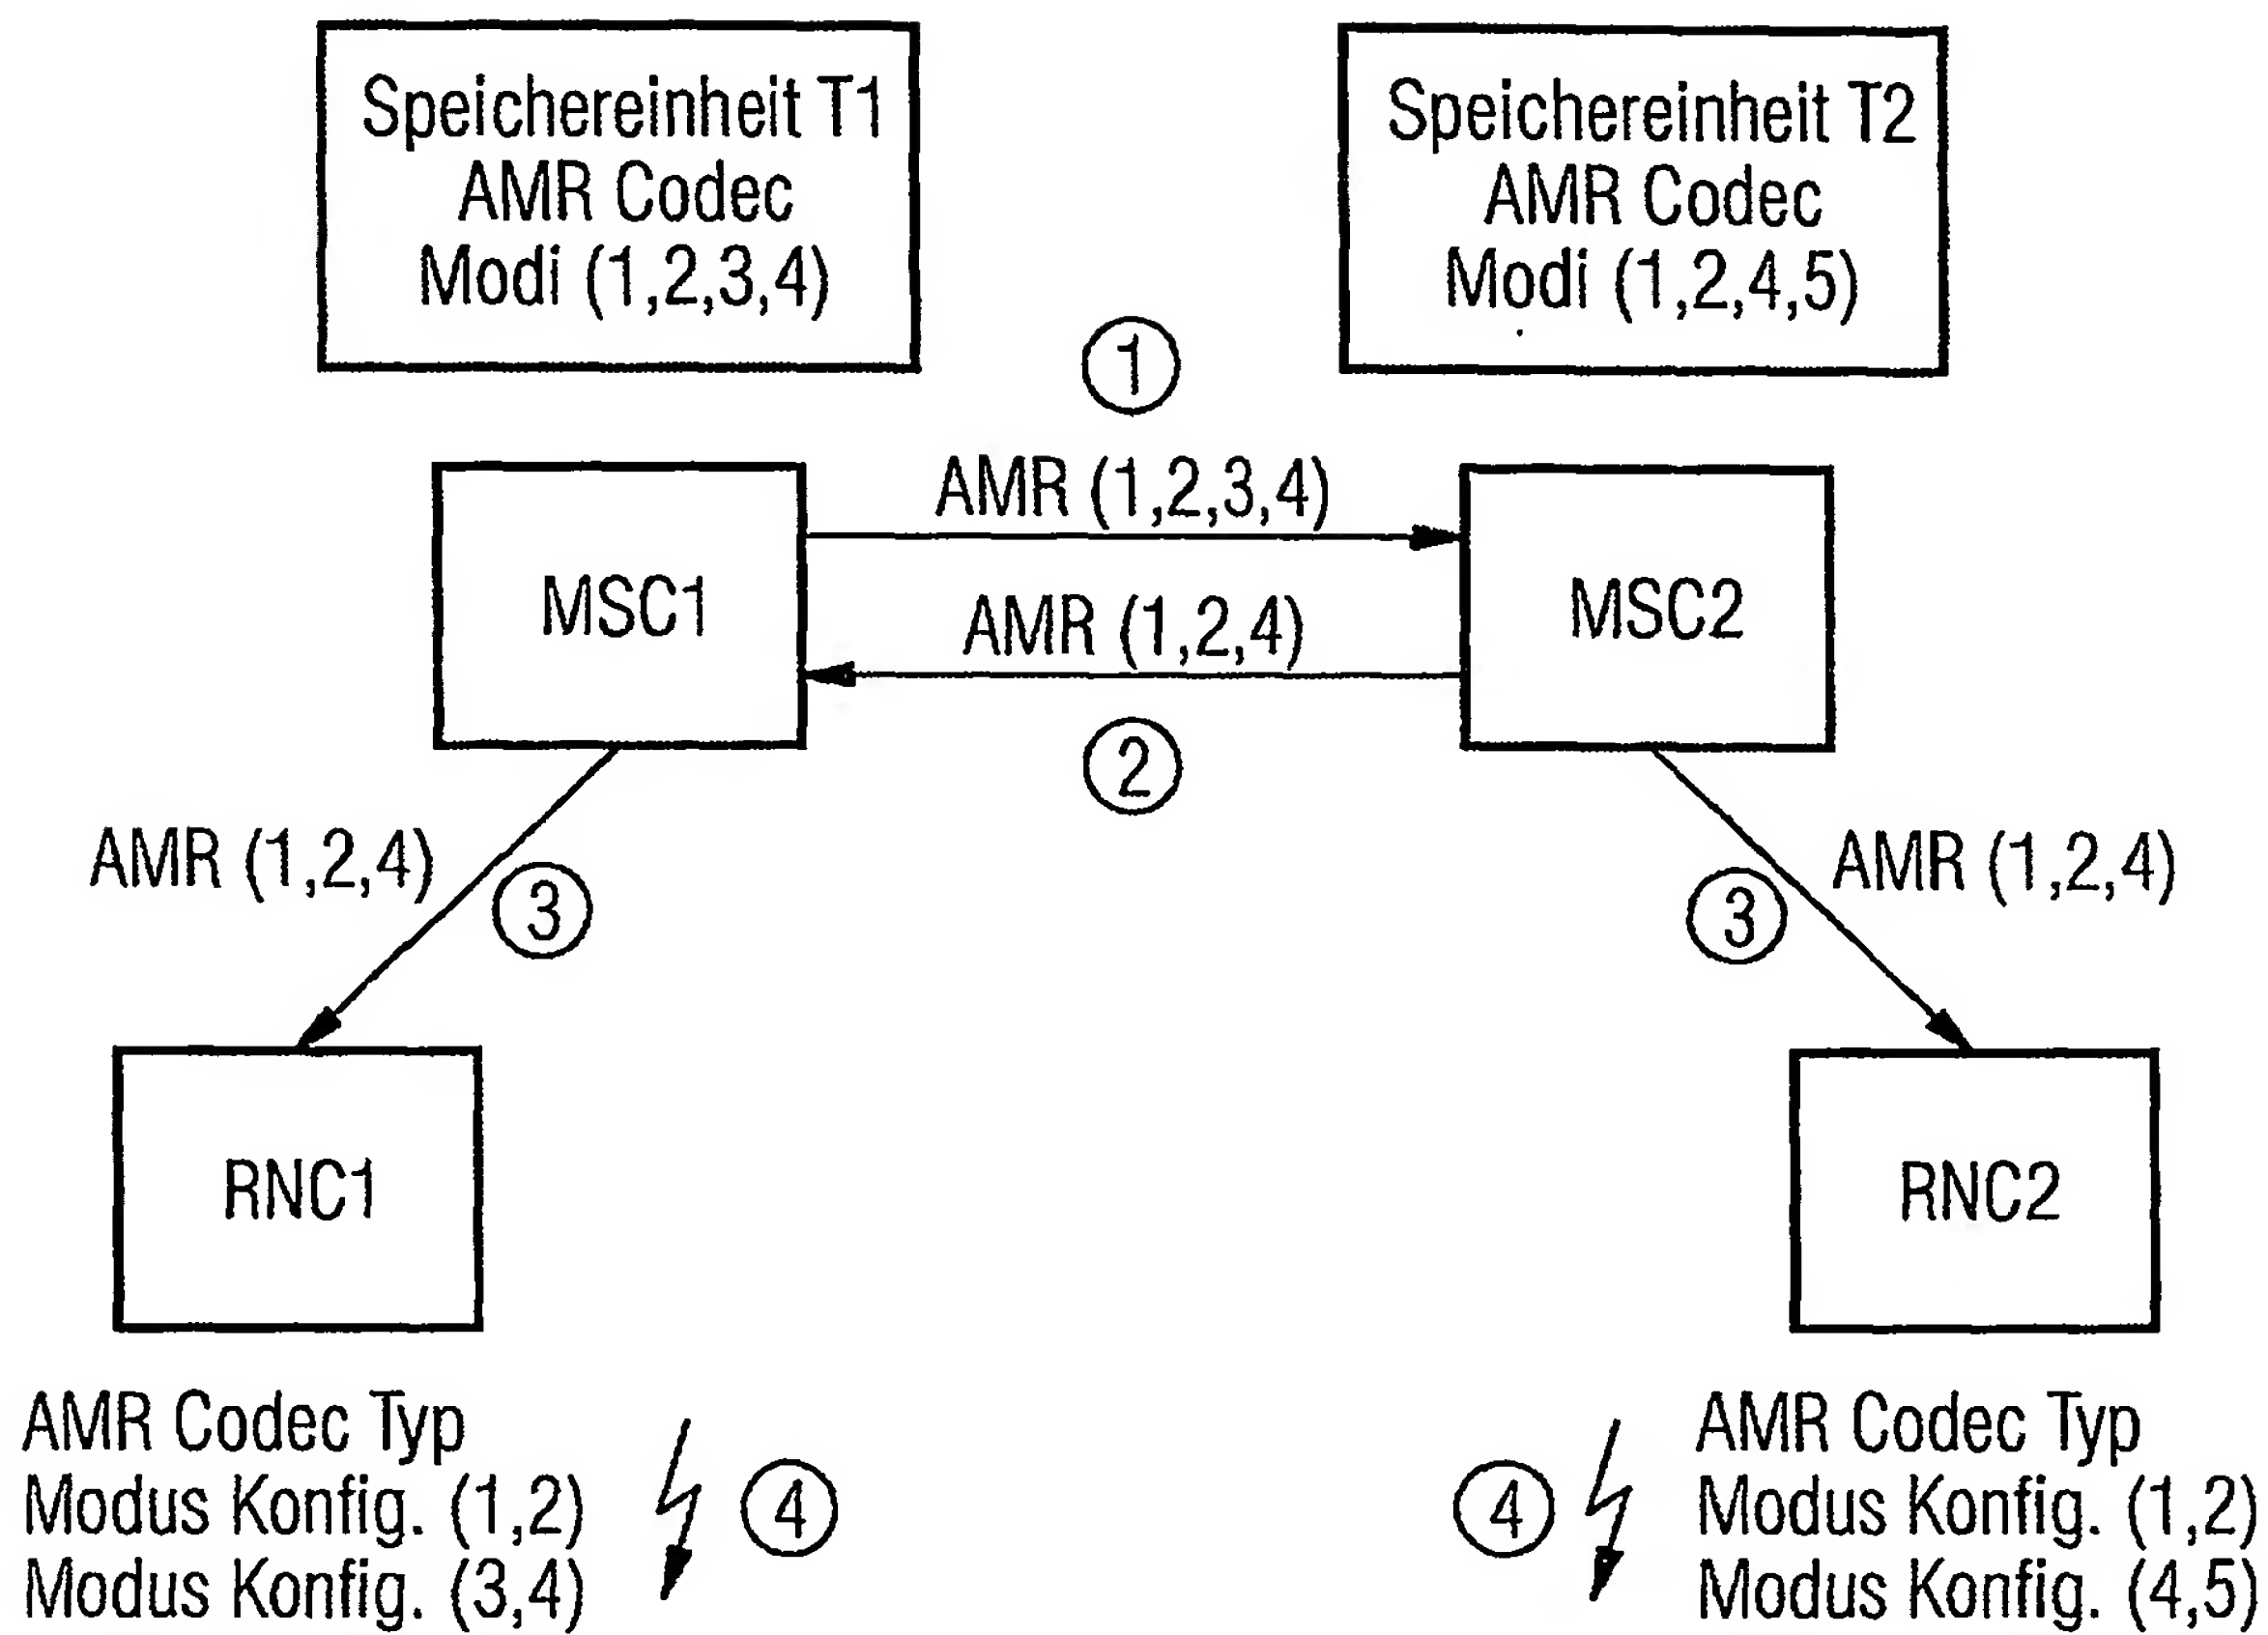 Speichereinheit T1
AMR Codec
Modi (1,2,3,4)
Speichereinheit T2
AMR Codec
Modi (1,2,4,5)
1
AMR (1,2,3,4)
MSC1
MSC2
AMR (1,2,4)
2
AMR (1,2,4)
3
3
AMR (1,2,4)
RNC1
RNC2
AMR Codec Typ
Modus Konfig. (1,2)
Modus Konfig. (3,4)
4
4
AMR Codec Typ
Modus Konfig. (1,2)
Modus Konfig. (4,5)